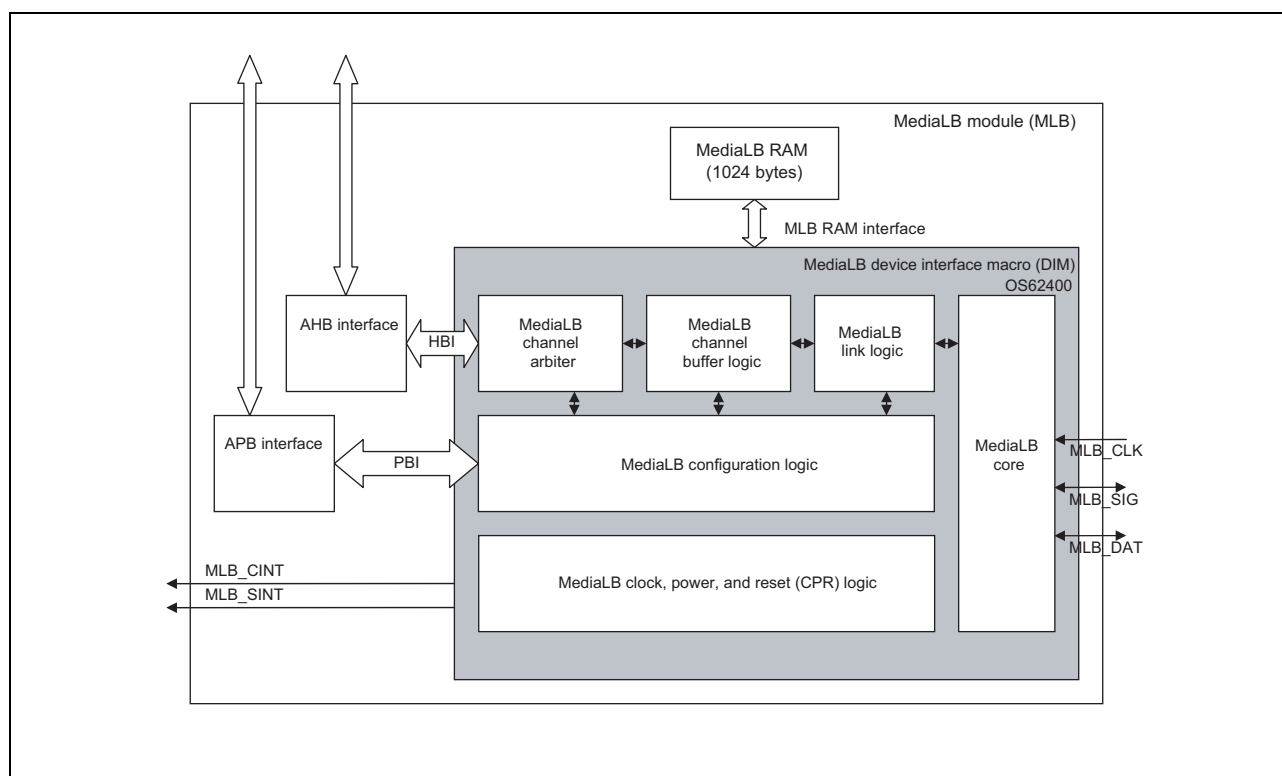 MediaLB module (MLB)
MediaLB RAM
(1024 bytes)
MLB RAM interface
MediaLB device interface macro (DIM)
OS62400
AHB interface
HBI
MediaLB
channel
arbiter
MediaLB
channel
buffer logic
MediaLB
link logic
APB interface
PBI
MediaLB configuration logic
MediaLB
core
MLB_CLK
MLB_SIG
MLB_DAT
MLB_CINT
MLB_SINT
MediaLB clock, power, and reset (CPR) logic